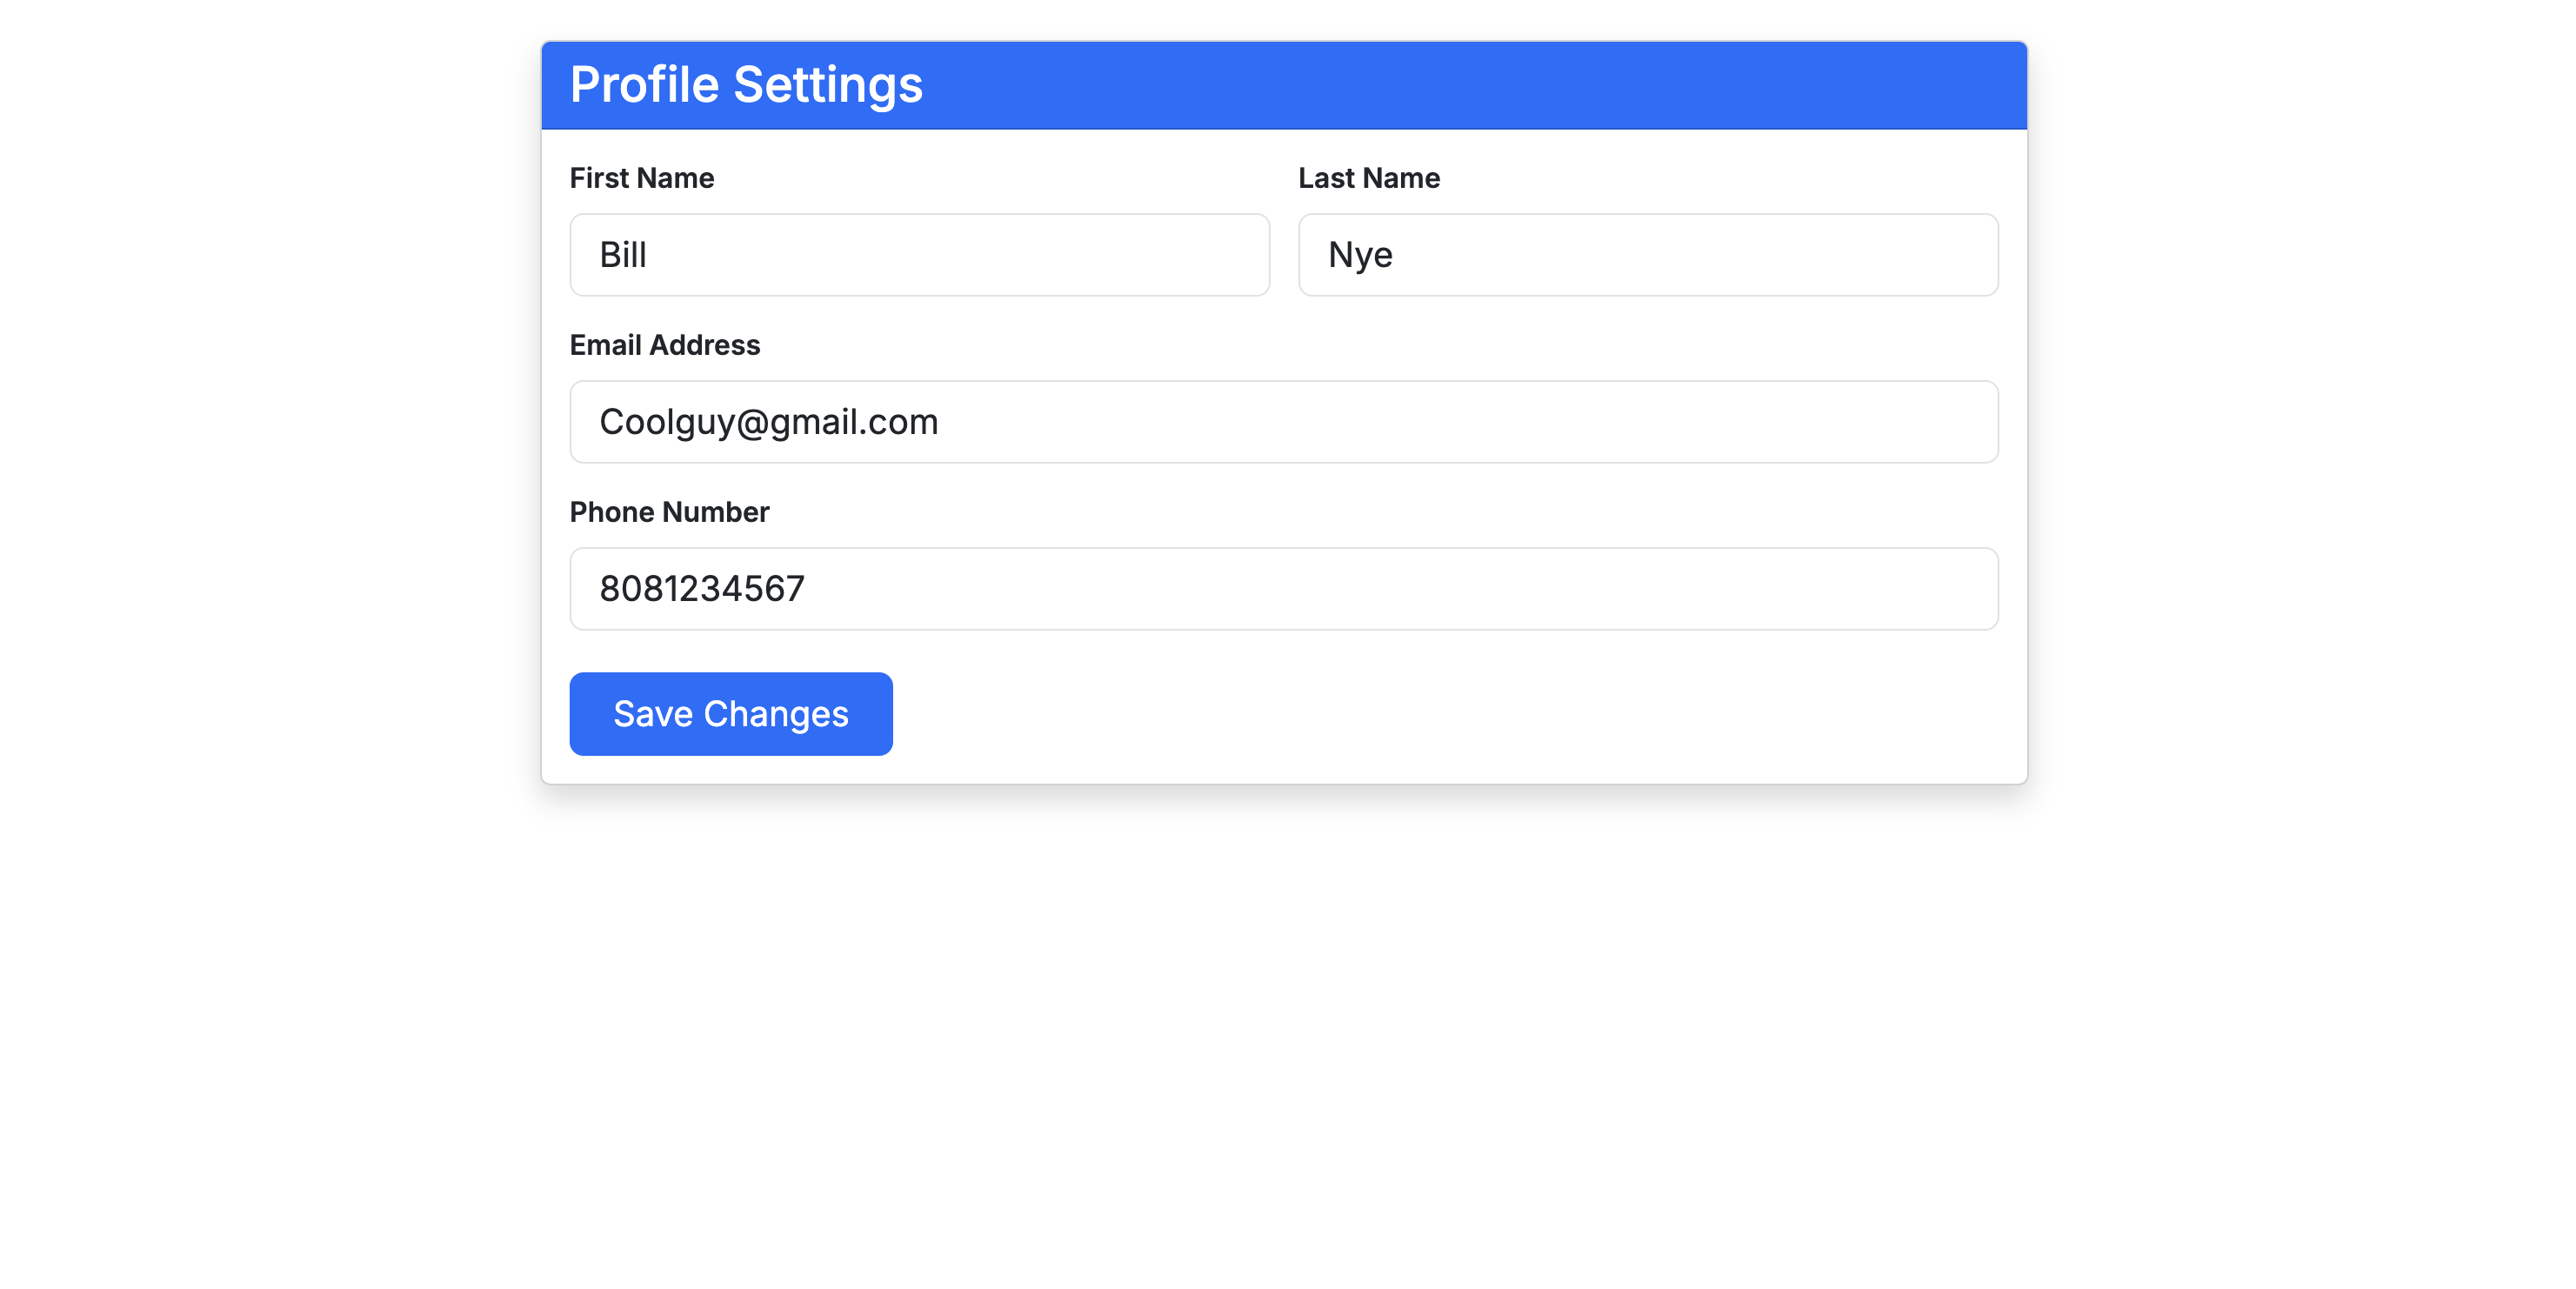 Profile Settings
First Name
Last Name
Bill
Nye
Email Address
Coolguy@gmail.com
Phone Number
8081234567
Save Changes